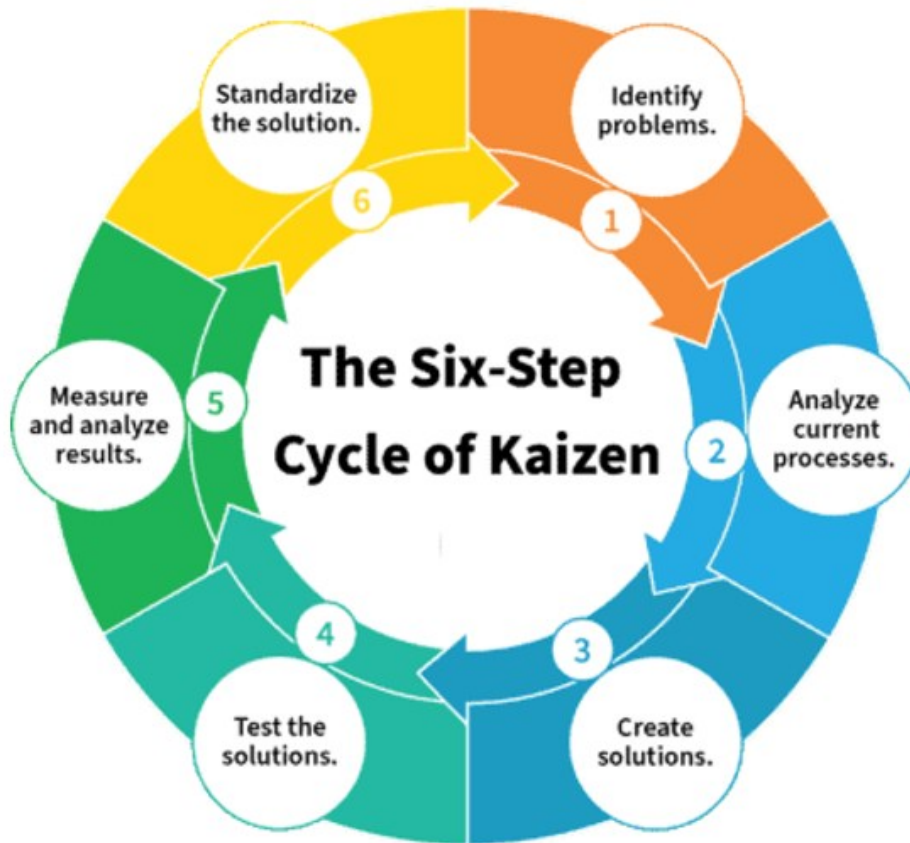 The Six-Step
Cycle of Kaizen
1
Identify
problems.
2
Analyze
current
processes.
3
Create
solutions.
4
Test the
solutions.
5
Measure
and analyze
results.
6
Standardize
the solution.